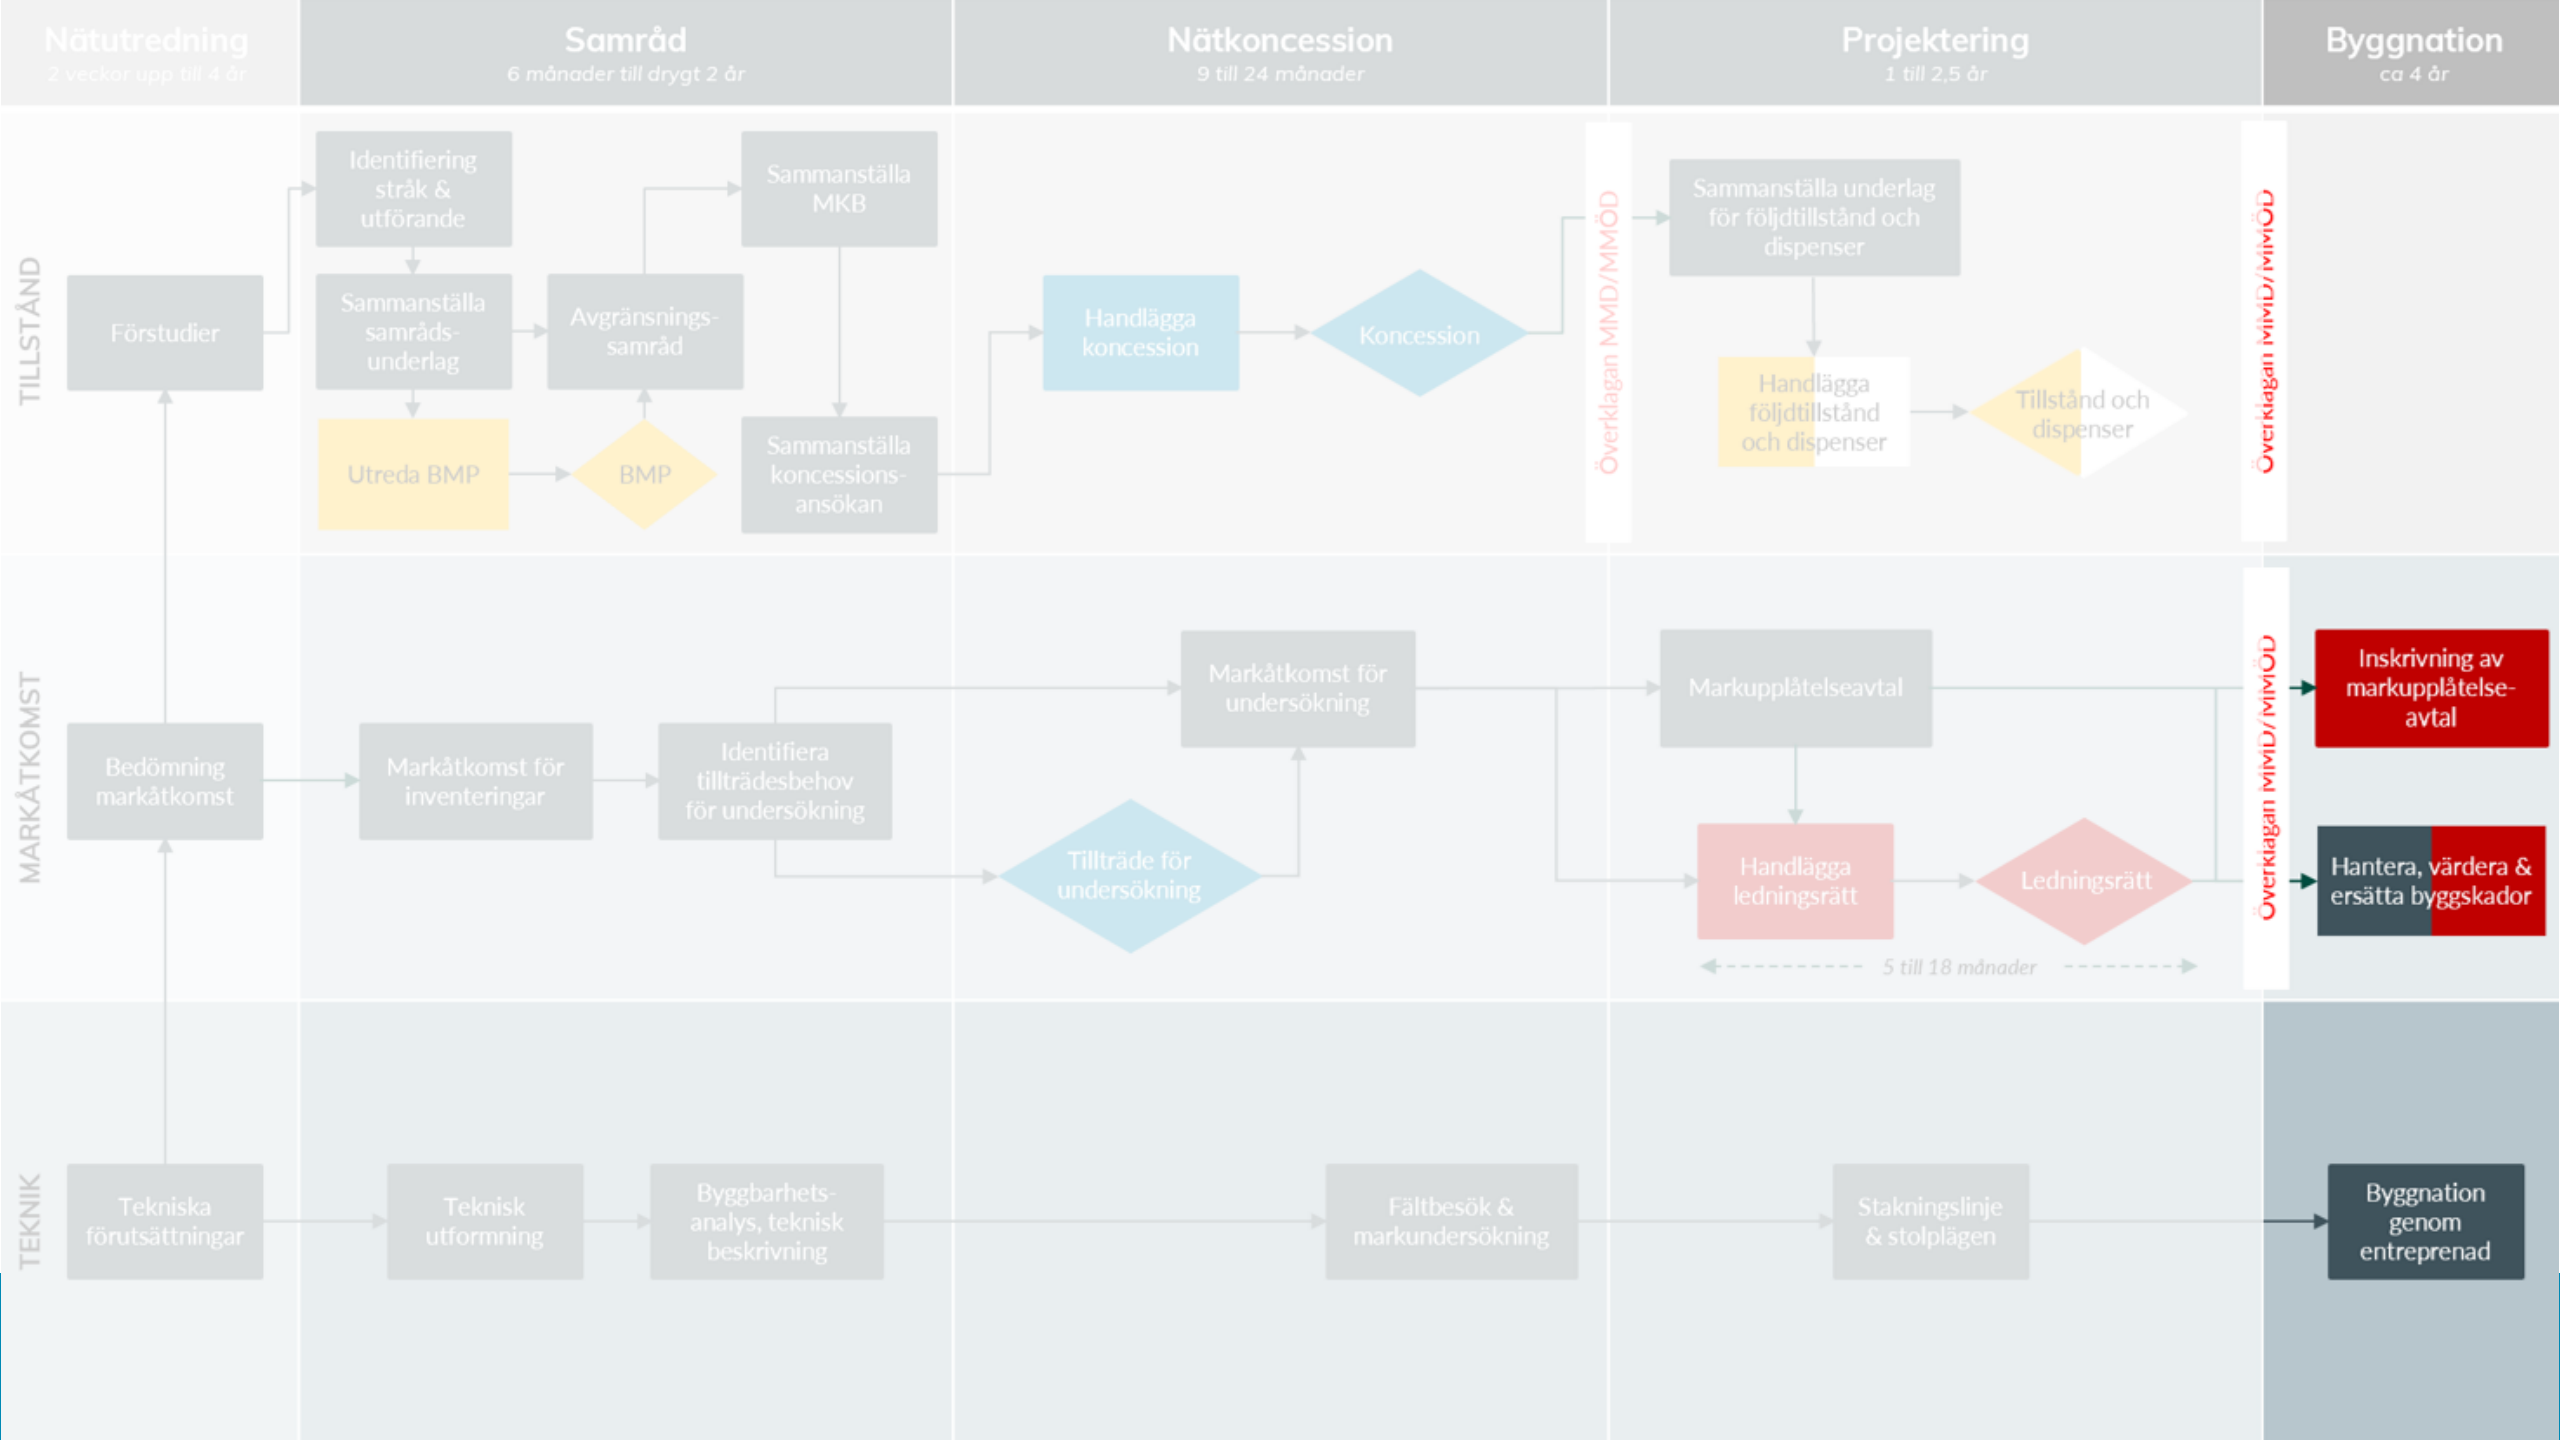 Nätutredning
2 veckor upp till 4 år
Samråd
6 månader till drygt 2 år
Nätkoncession
9 till 24 månader
Projektering
1 till 2,5 år
Byggnation
ca 4 år
TILLSTÅND
Förstudier
Identifiering
stråk &
utförande
Sammanställa
samråds-
underlag
Utreda BMP
Avgränsnings-
samråd
BMP
Sammanställa
MKB
Sammanställa
koncessions-
ansökan
Handlägga
koncession
Koncession
Överklagan MMD/MMÖD
Sammanställa underlag
för följdtillstånd och
dispenser
Handlägga
följdtillstånd
och dispenser
Tillstånd och
dispenser
Överklagan MMD/MMÖD
MARKÅTKOMST
Bedömning
markåtkomst
Markåtkomst för
inventeringar
Identifiera
tillträdesbehov
för undersökning
Tillträde för
undersökning
Markåtkomst för
undersökning
Markupplåtelseavtal
Handlägga
ledningsrätt
Ledningsrätt
5 till 18 månader
Överklagan MMD/MMÖD
Inskrivning av
markupplåtelse-
avtal
Hantera, värdera &
ersätta byggskador
TEKNIK
Tekniska
förutsättningar
Teknisk
utformning
Byggbarhets-
analys, teknisk
beskrivning
Fältbesök &
markundersökning
Stakningslinje
& stolplägen
Byggnation
genom
entreprenad